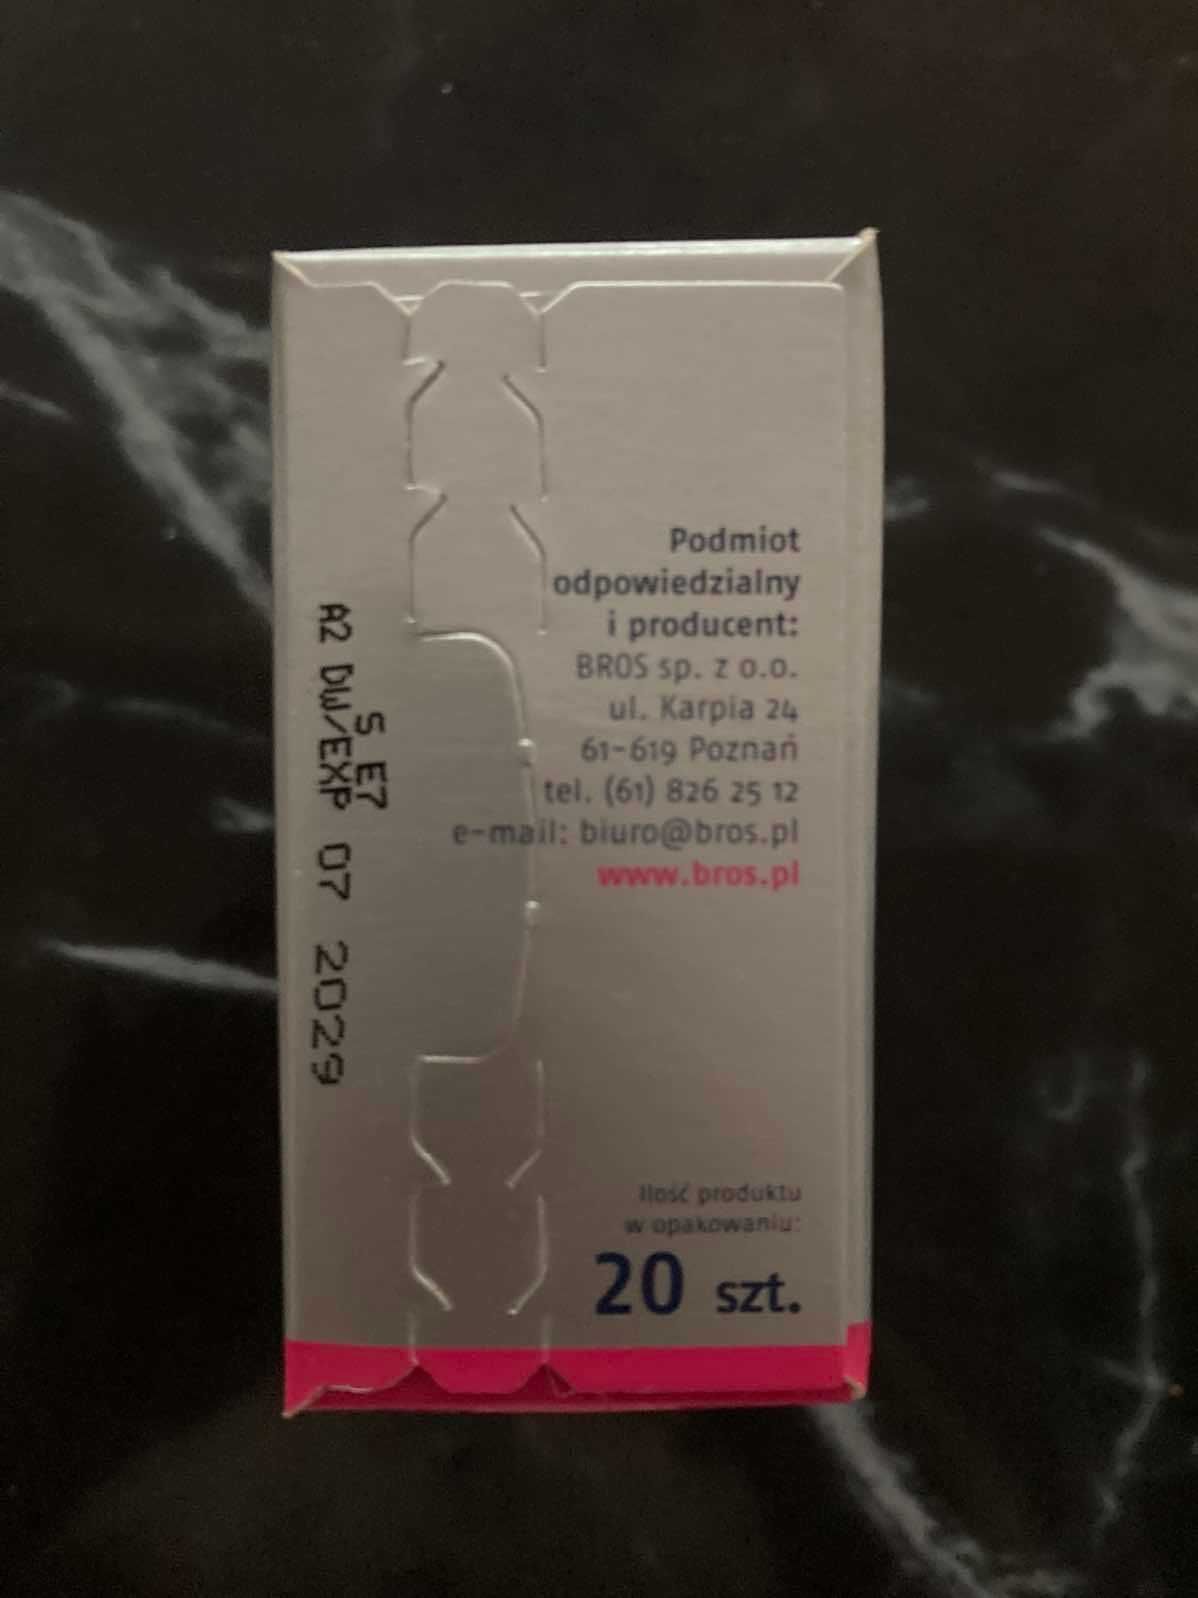 Podmiot
odpowiedzialny
i producent:
BROS sp. z o.o.
ul. Karpia 24
61-619 Poznań
tel. (61) 826 25 12
e-mail: biuro@bros.pl
www.bros.pl
Ilość produktu
w opakowaniu:
20 szt.
S E7
A2 DW/EXP 07 2029